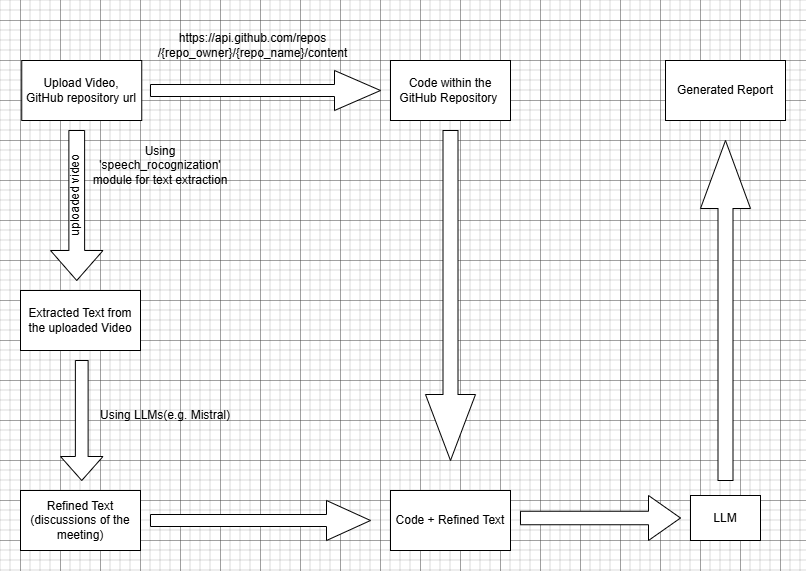 https://api.github.com/repos
/{repo_owner}/{repo_name}/content
Upload Video,
GitHub repository url
Code within the
GitHub Repository
Generated Report
uploaded video
Using
'speech_rocognization'
module for text extraction
Extracted Text from
the uploaded Video
Using LLMs(e.g. Mistral)
Refined Text
(discussions of the
meeting)
Code + Refined Text
LLM